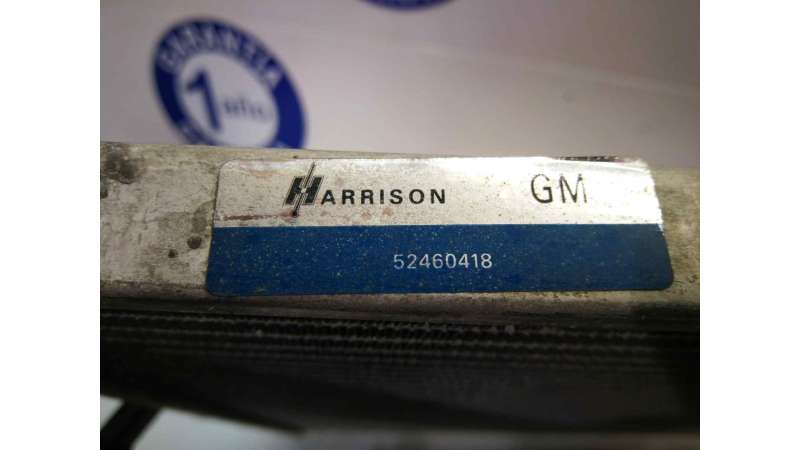 GARANTIA
1 año
HARRISON GM
52460418